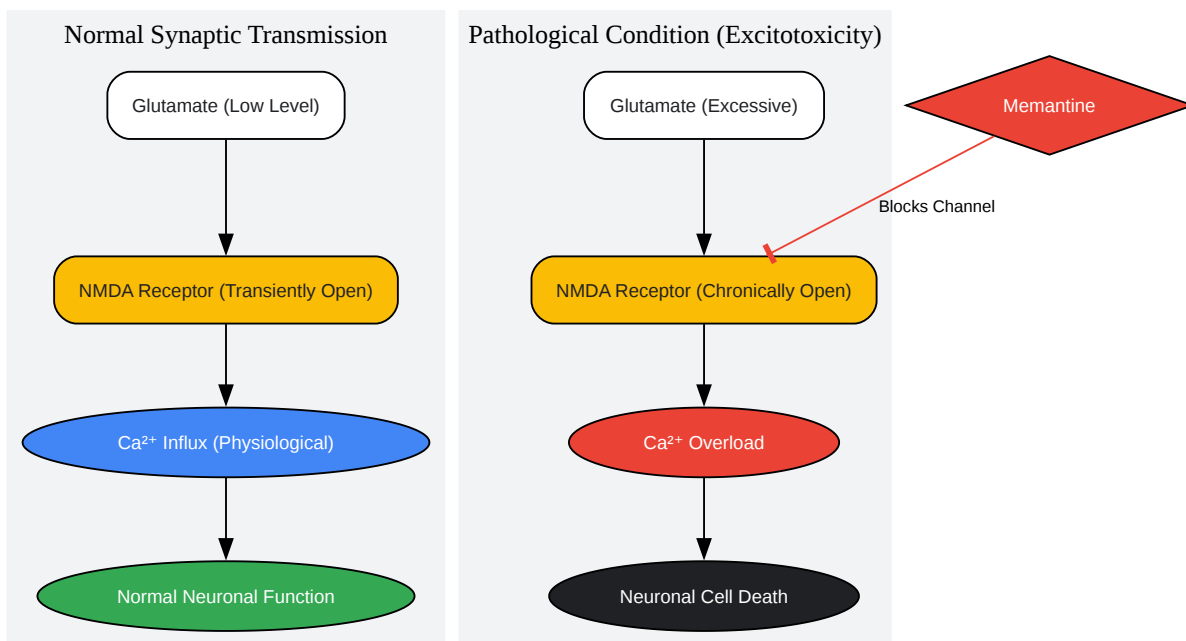 Normal Synaptic Transmission
Glutamate (Low Level)
NMDA Receptor (Transiently Open)
Ca²⁺ Influx (Physiological)
Normal Neuronal Function
Pathological Condition (Excitotoxicity)
Glutamate (Excessive)
NMDA Receptor (Chronically Open)
Ca²⁺ Overload
Neuronal Cell Death
Memantine
Blocks Channel